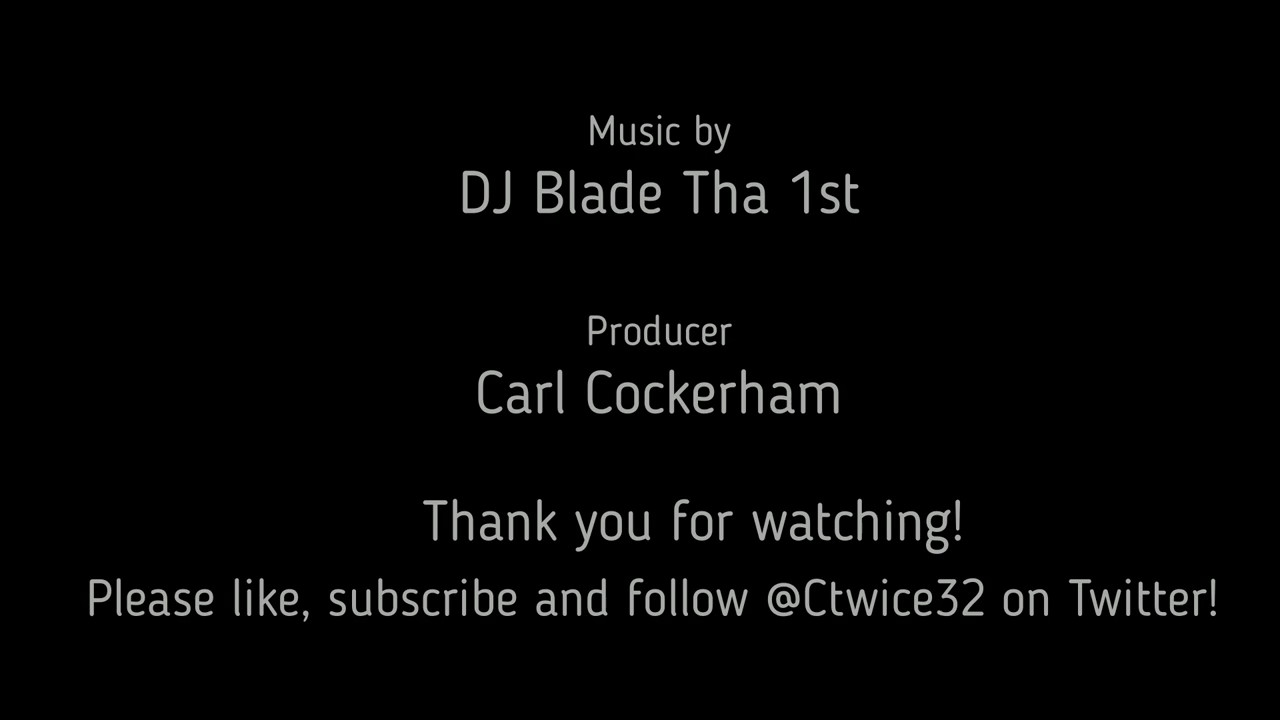 Music by
DJ Blade Tha 1st
Producer
Carl Cockerham
Thank you for watching!
Please like, subscribe and follow @Ctwice32 on Twitter!